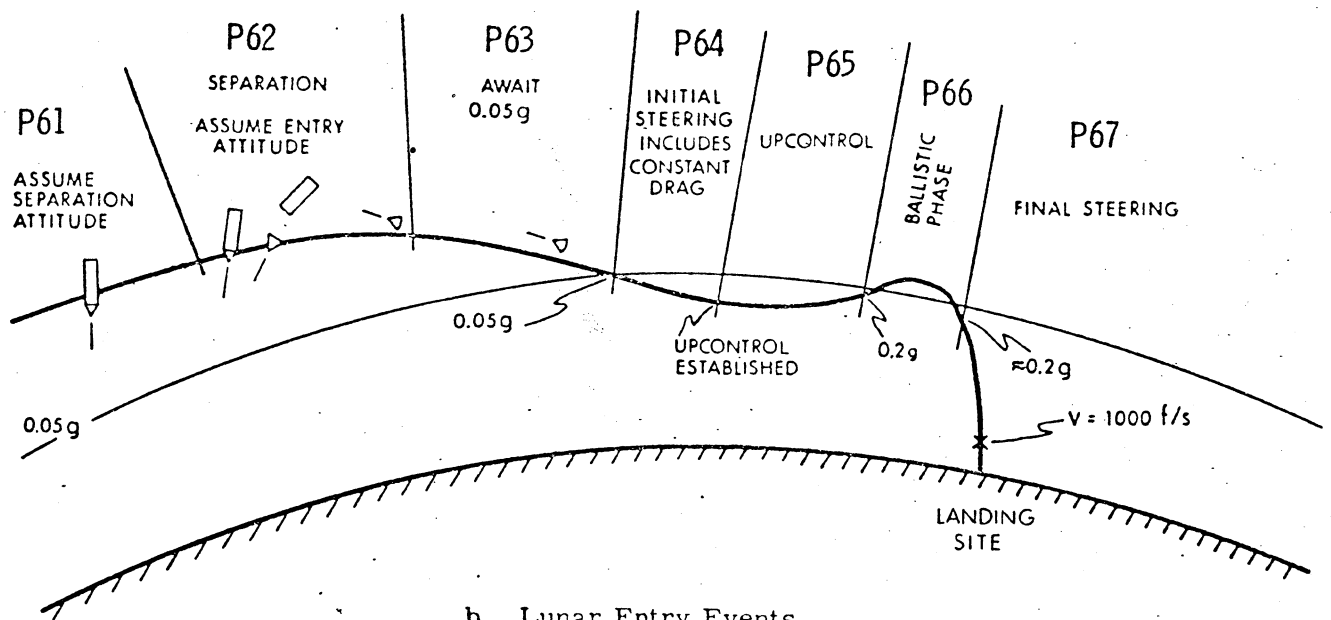 P61
ASSUME
SEPARATION
ATTITUDE
P62
SEPARATION
ASSUME ENTRY
ATTITUDE
P63
AWAIT
0.05g
P64
INITIAL
STEERING
INCLUDES
CONSTANT
DRAG
P65
UPCONTROL
P66
BALLISTIC
PHASE
P67
FINAL STEERING
0.05g
UPCONTROL
ESTABLISHED
0.2g
≈0.2g
0.05g
V = 1000 f/s
LANDING
SITE
b. Lunar Entry Events